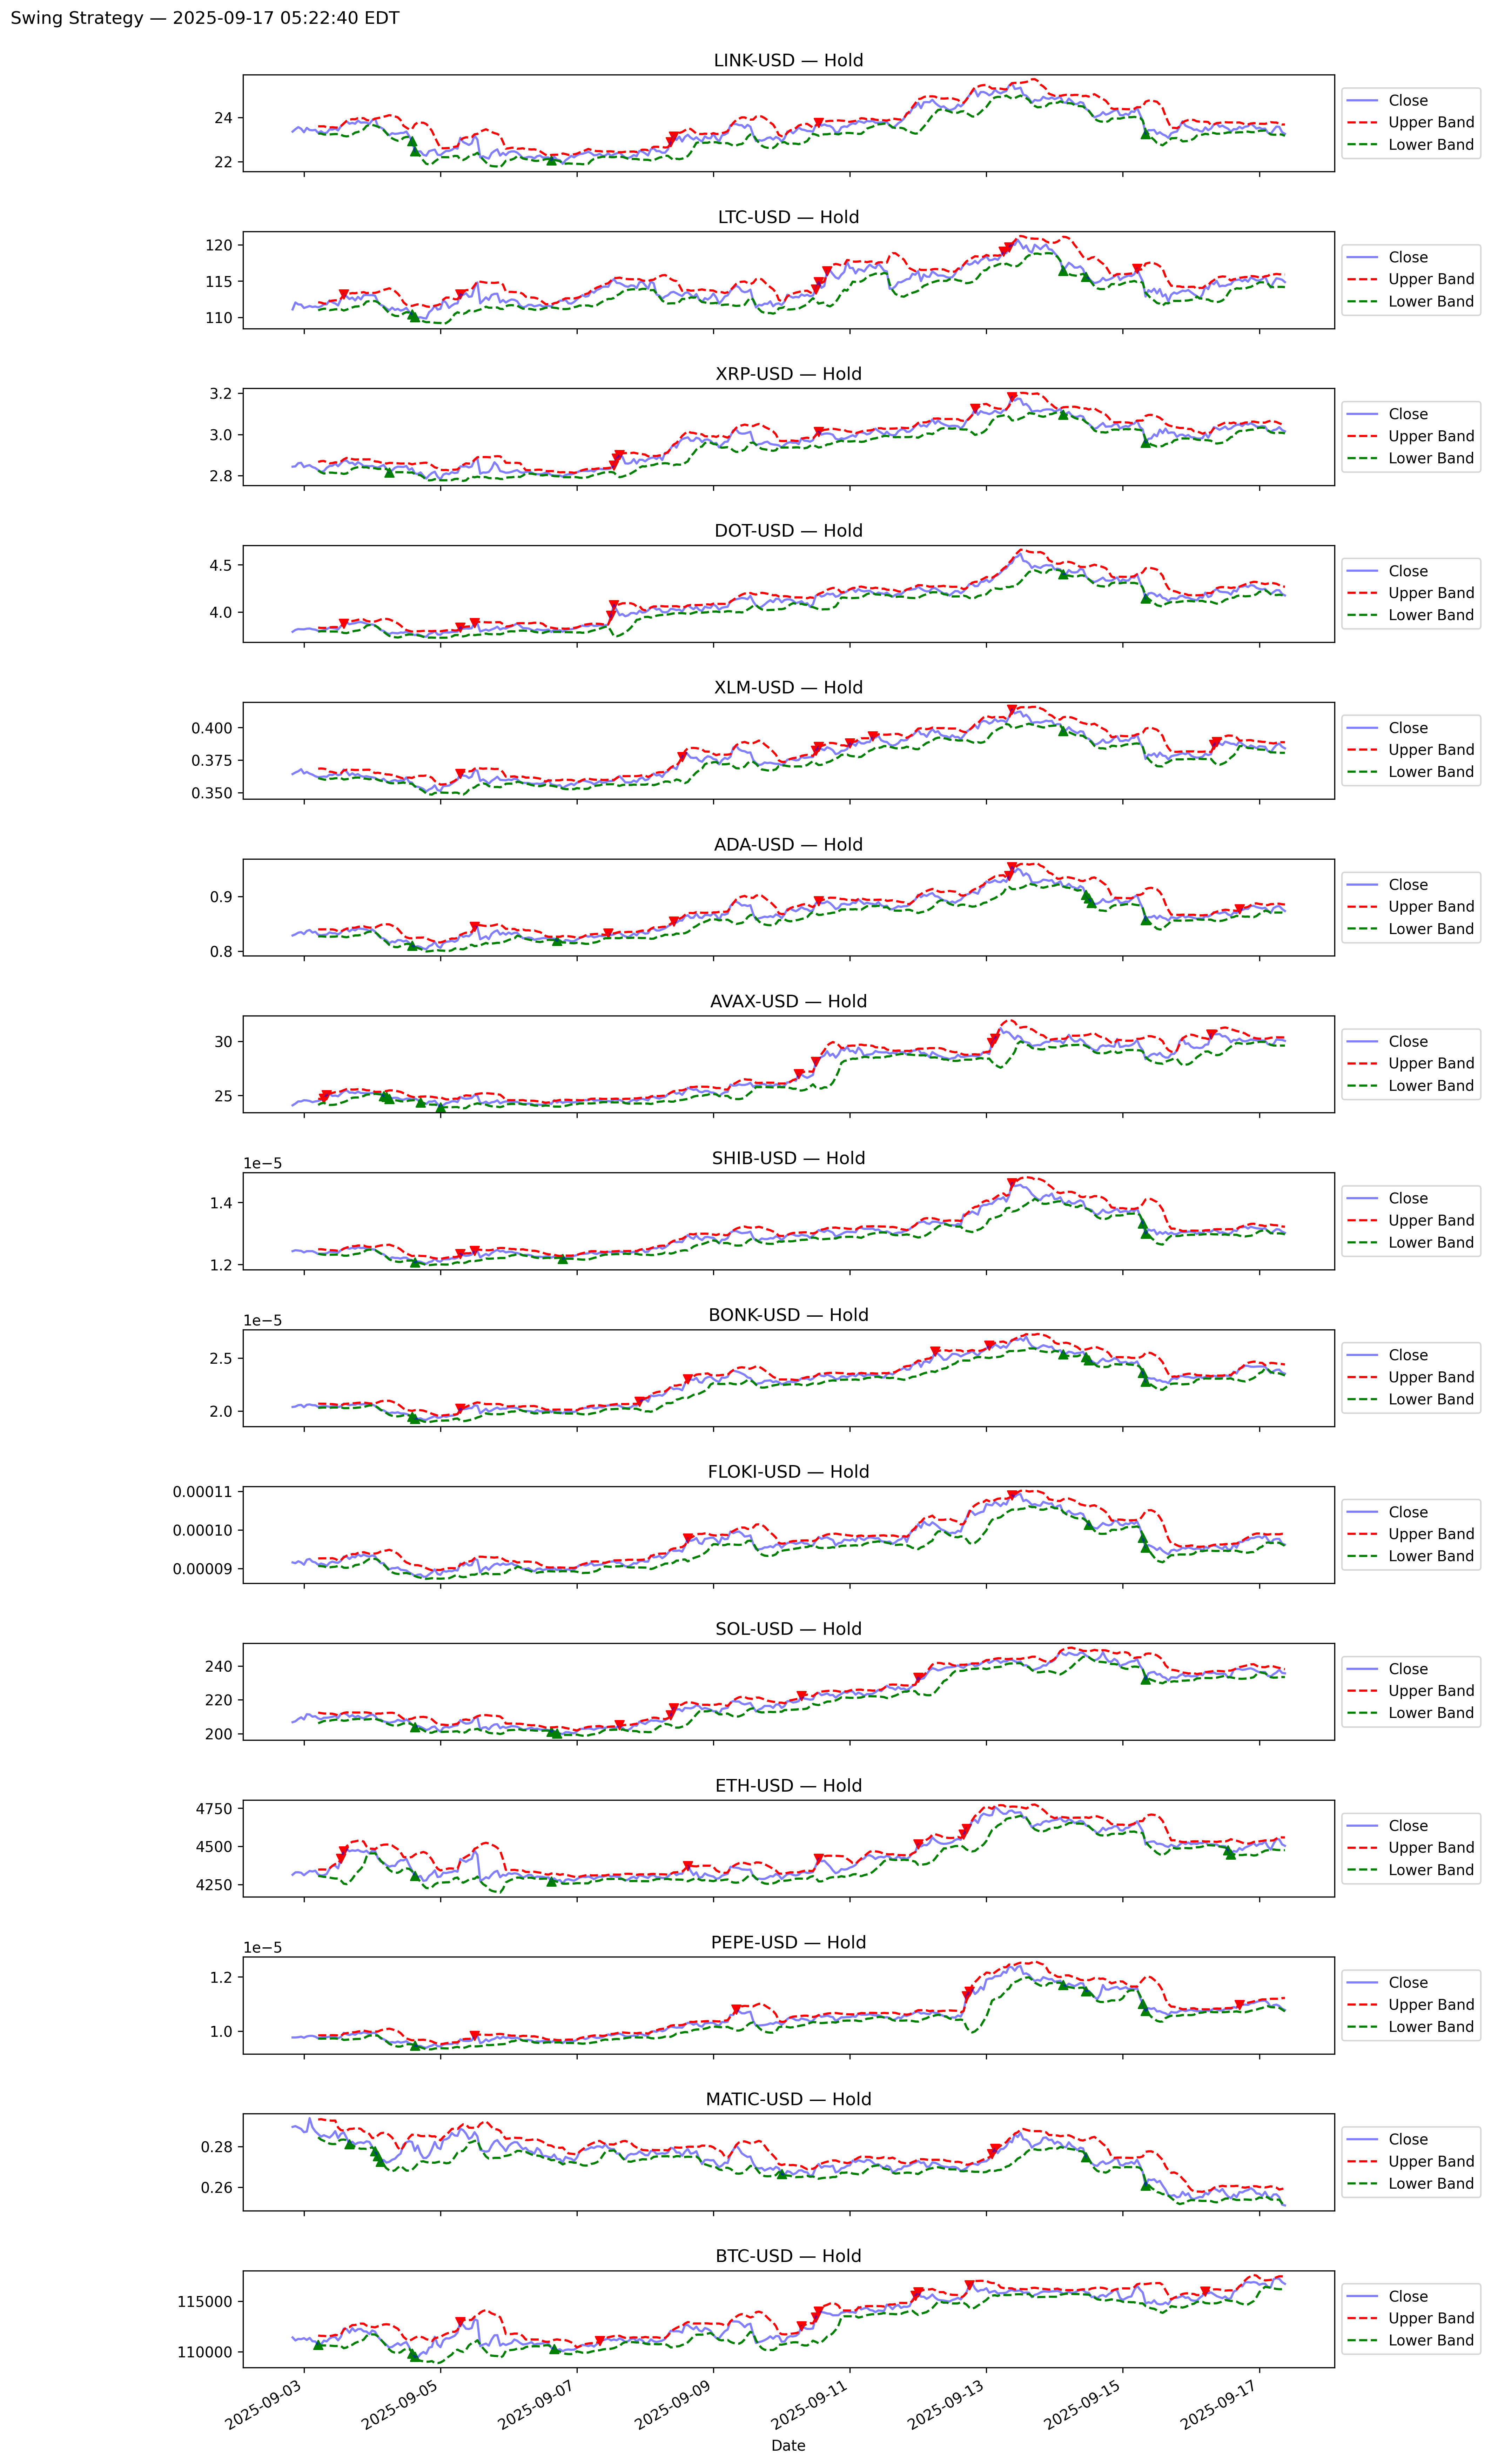 Swing Strategy — 2025-09-17 05:22:40 EDT
LINK-USD — Hold
24
22
Close
Upper Band
Lower Band
LTC-USD — Hold
120
115
110
Close
Upper Band
Lower Band
XRP-USD — Hold
3.2
3.0
2.8
Close
Upper Band
Lower Band
DOT-USD — Hold
4.5
4.0
Close
Upper Band
Lower Band
XLM-USD — Hold
0.400
0.375
0.350
Close
Upper Band
Lower Band
ADA-USD — Hold
0.9
0.8
Close
Upper Band
Lower Band
AVAX-USD — Hold
30
25
Close
Upper Band
Lower Band
SHIB-USD — Hold
1e−5
1.4
1.2
Close
Upper Band
Lower Band
BONK-USD — Hold
1e−5
2.5
2.0
Close
Upper Band
Lower Band
FLOKI-USD — Hold
0.00011
0.00010
0.00009
Close
Upper Band
Lower Band
SOL-USD — Hold
240
220
200
Close
Upper Band
Lower Band
ETH-USD — Hold
4750
4500
4250
Close
Upper Band
Lower Band
PEPE-USD — Hold
1e−5
1.2
1.0
Close
Upper Band
Lower Band
MATIC-USD — Hold
0.28
0.26
Close
Upper Band
Lower Band
BTC-USD — Hold
115000
110000
Close
Upper Band
Lower Band
2025-09-03
2025-09-05
2025-09-07
2025-09-09
2025-09-11
2025-09-13
2025-09-15
2025-09-17
Date